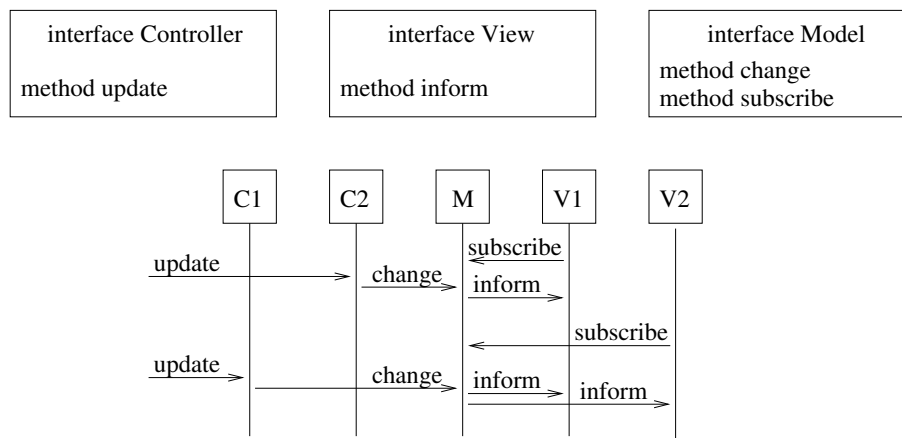 interface Controller
method update
interface View
method inform
interface Model
method change
method subscribe
C1
C2
M
V1
V2
subscribe
update
change
inform
subscribe
update
change
inform
inform